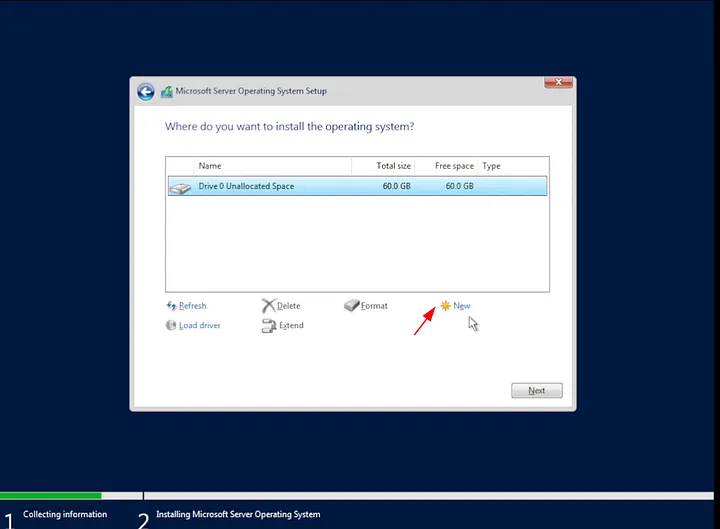 Microsoft Server Operating System Setup
Where do you want to install the operating system?
Name Total size Free space Type
Drive 0 Unallocated Space 60.0 GB 60.0 GB
Refresh Delete Format New
Load driver Extend
Next
1 Collecting information 2 Installing Microsoft Server Operating System